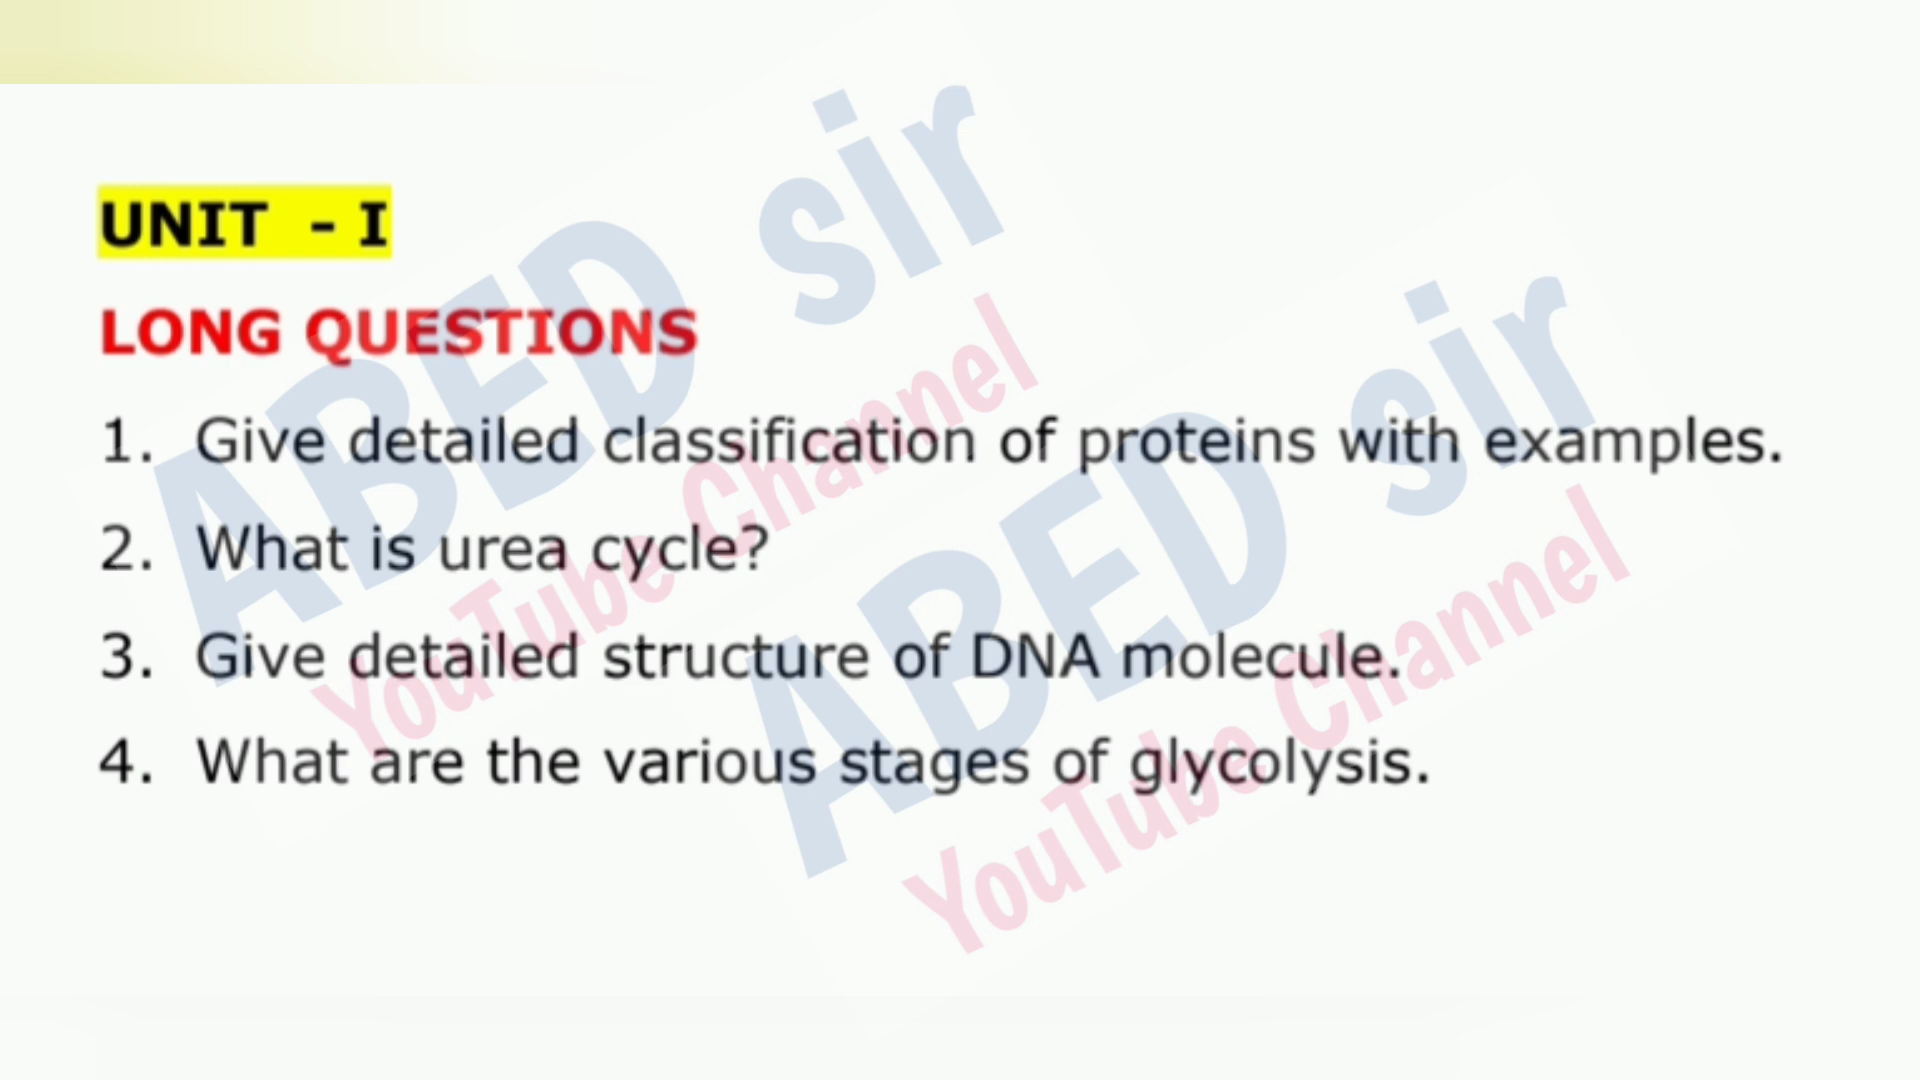 UNIT - I
LONG QUESTIONS
1. Give detailed classification of proteins with examples.
2. What is urea cycle?
3. Give detailed structure of DNA molecule.
4. What are the various stages of glycolysis.
ABED sir
YouTube Channel
ABED sir
YouTube Channel